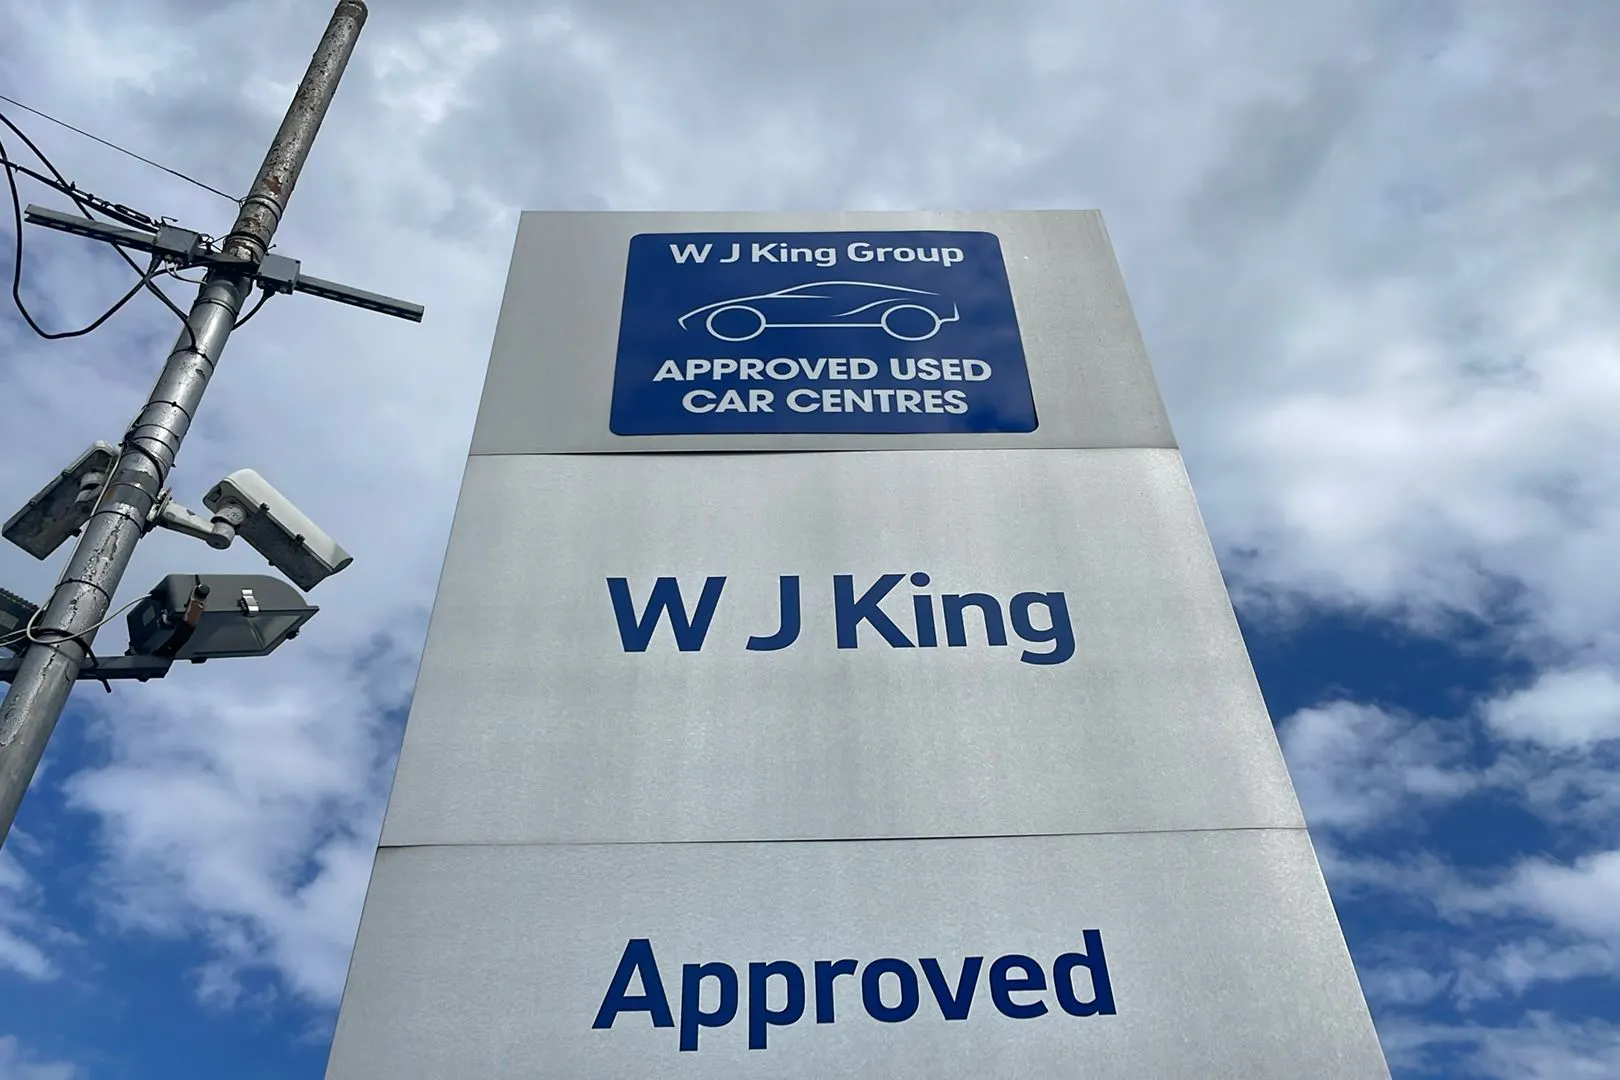 W J King Group
APPROVED USED
CAR CENTRES
W J King
Approved